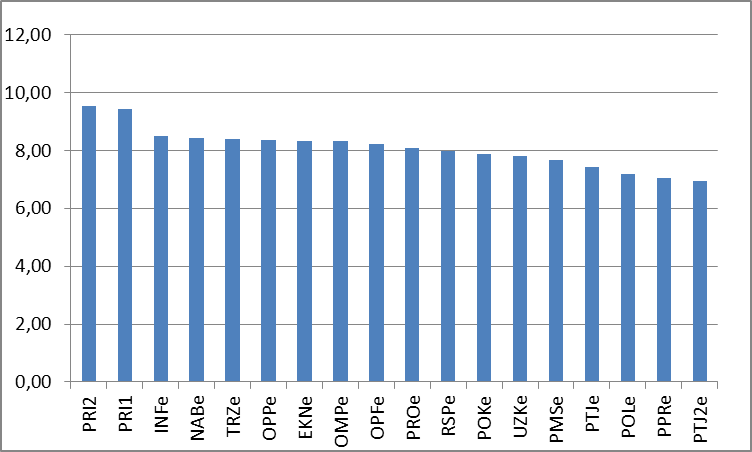 12,00
10,00
8,00
6,00
4,00
2,00
0,00
PRI2
PRI1
INFe
NABe
TRZe
OPPe
EKNe
OMPe
OPFe
PROe
RSPe
POKe
UZKe
PMSe
PTJe
POLe
PPRe
PTJ2e